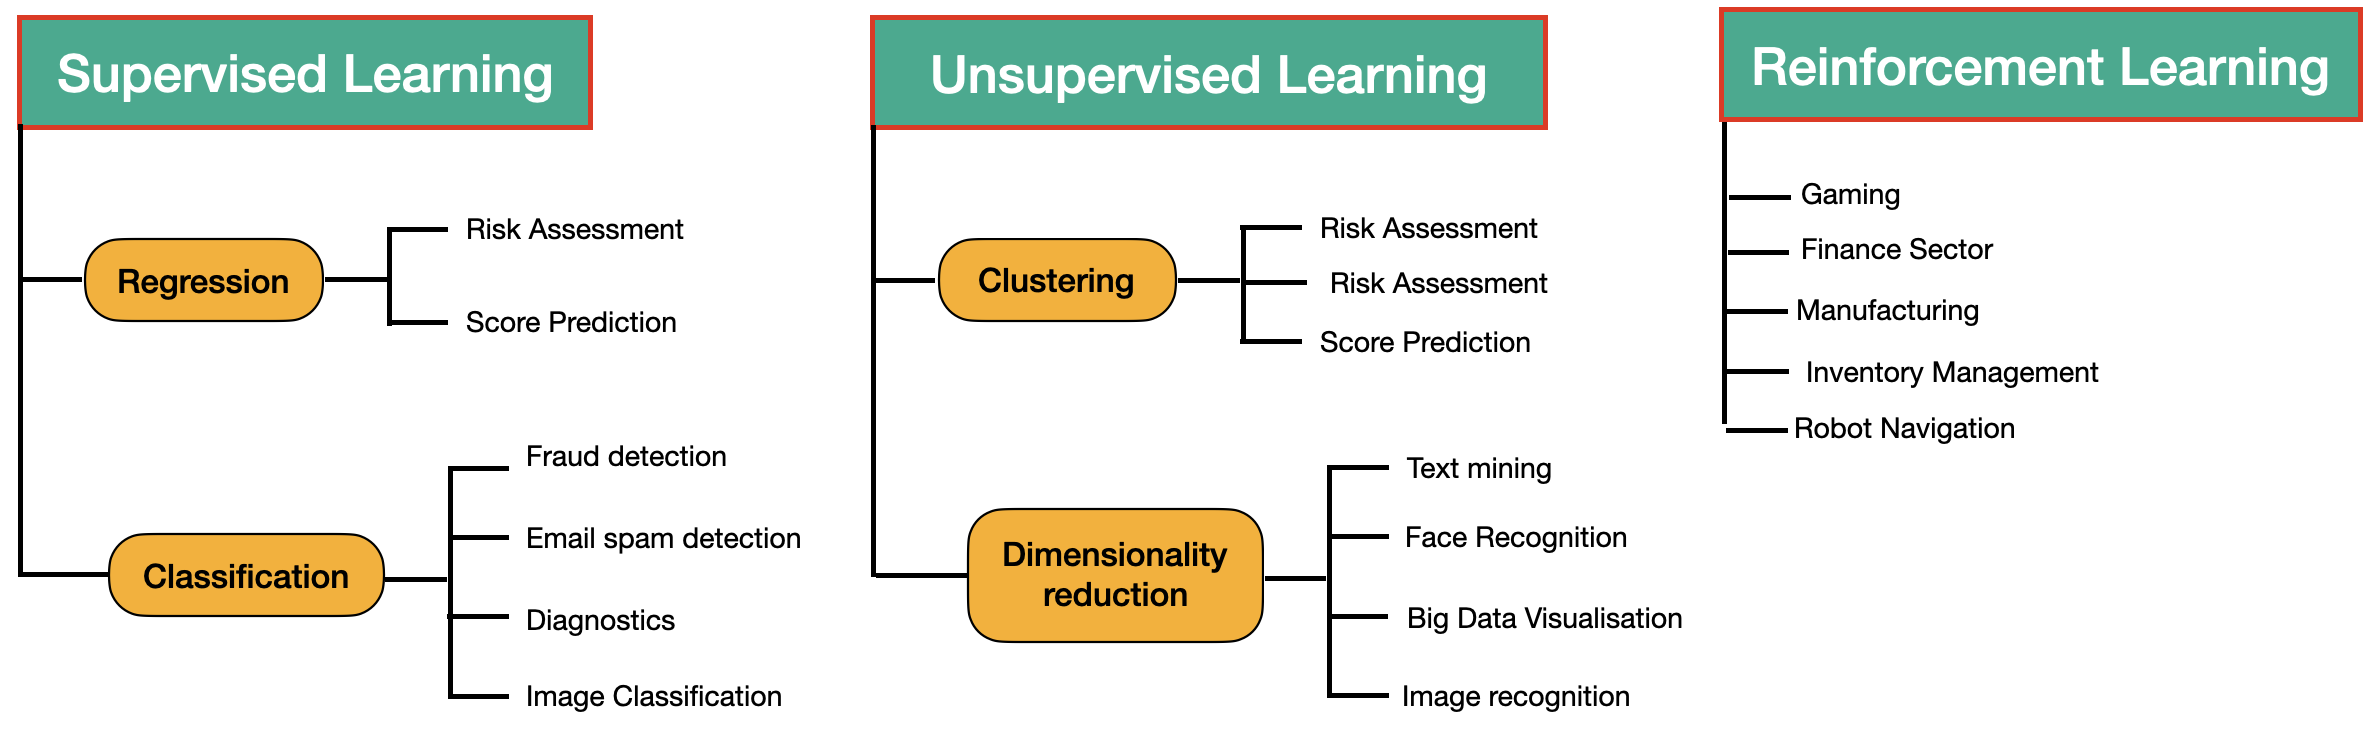 Supervised Learning
Regression
Risk Assessment
Score Prediction
Classification
Fraud detection
Email spam detection
Diagnostics
Image Classification
Unsupervised Learning
Clustering
Risk Assessment
Risk Assessment
Score Prediction
Dimensionality
reduction
Text mining
Face Recognition
Big Data Visualisation
Image recognition
Reinforcement Learning
Gaming
Finance Sector
Manufacturing
Inventory Management
Robot Navigation